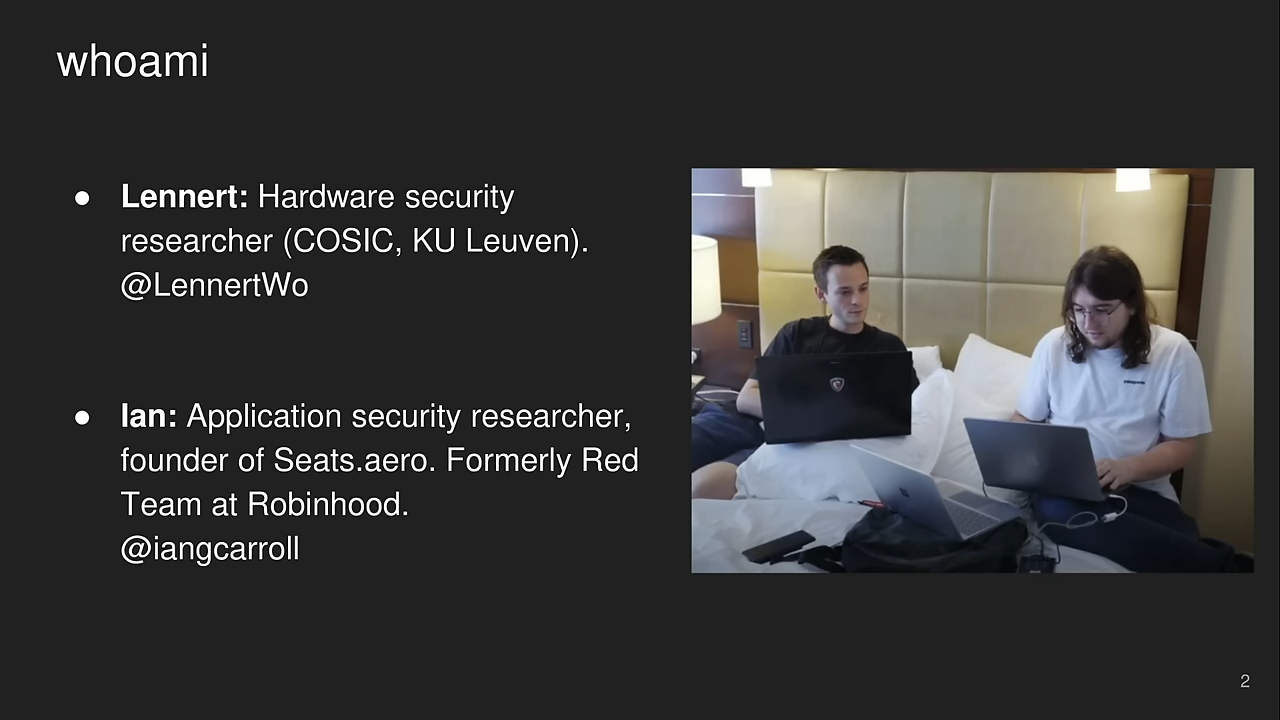 whoami
● Lennert: Hardware security
researcher (COSIC, KU Leuven).
@LennertWo
● Ian: Application security researcher,
founder of Seats.aero. Formerly Red
Team at Robinhood.
@iangcarroll
2